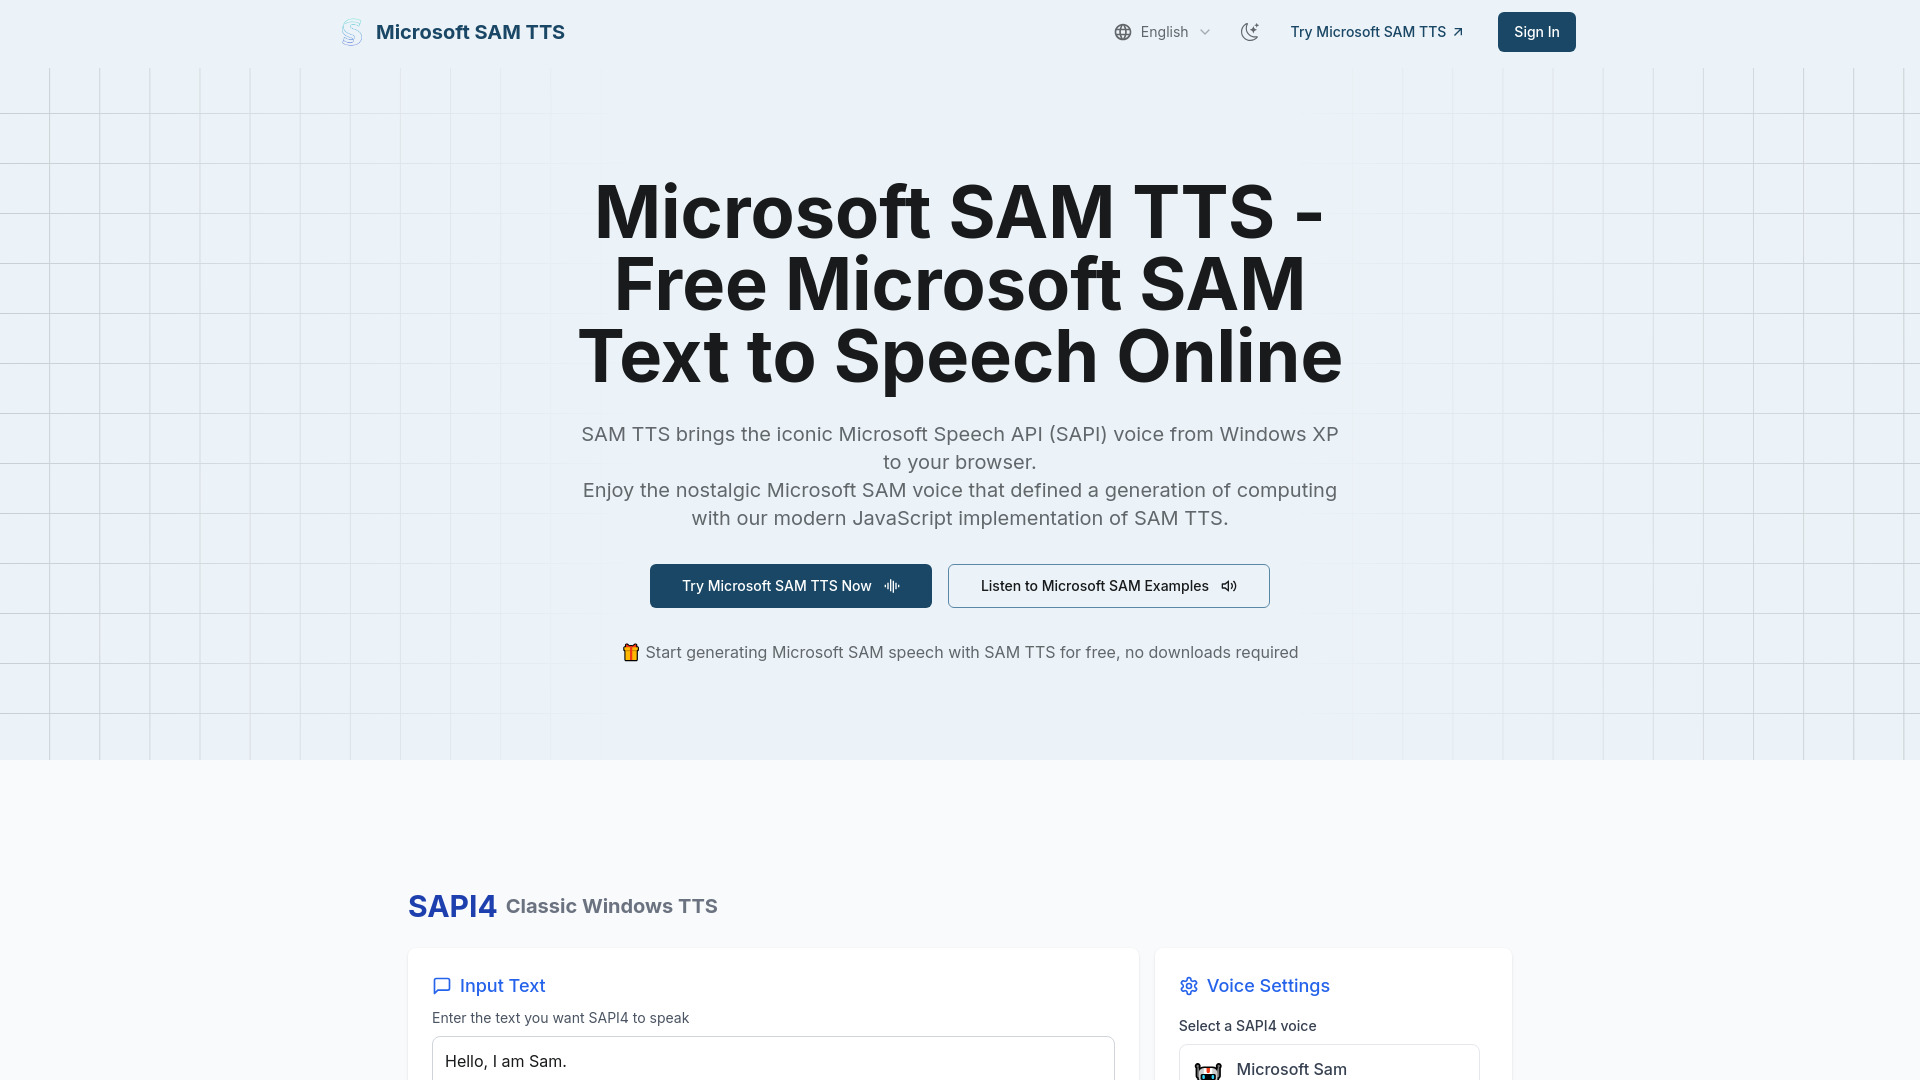 Microsoft SAM TTS
English
Try Microsoft SAM TTS
Sign In
Microsoft SAM TTS -
Free Microsoft SAM
Text to Speech Online
SAM TTS brings the iconic Microsoft Speech API (SAPI) voice from Windows XP
to your browser.
Enjoy the nostalgic Microsoft SAM voice that defined a generation of computing
with our modern JavaScript implementation of SAM TTS.
Try Microsoft SAM TTS Now
Listen to Microsoft SAM Examples
Start generating Microsoft SAM speech with SAM TTS for free, no downloads required
SAPI4 Classic Windows TTS
Input Text
Enter the text you want SAPI4 to speak
Hello, I am Sam.
Voice Settings
Select a SAPI4 voice
Microsoft Sam